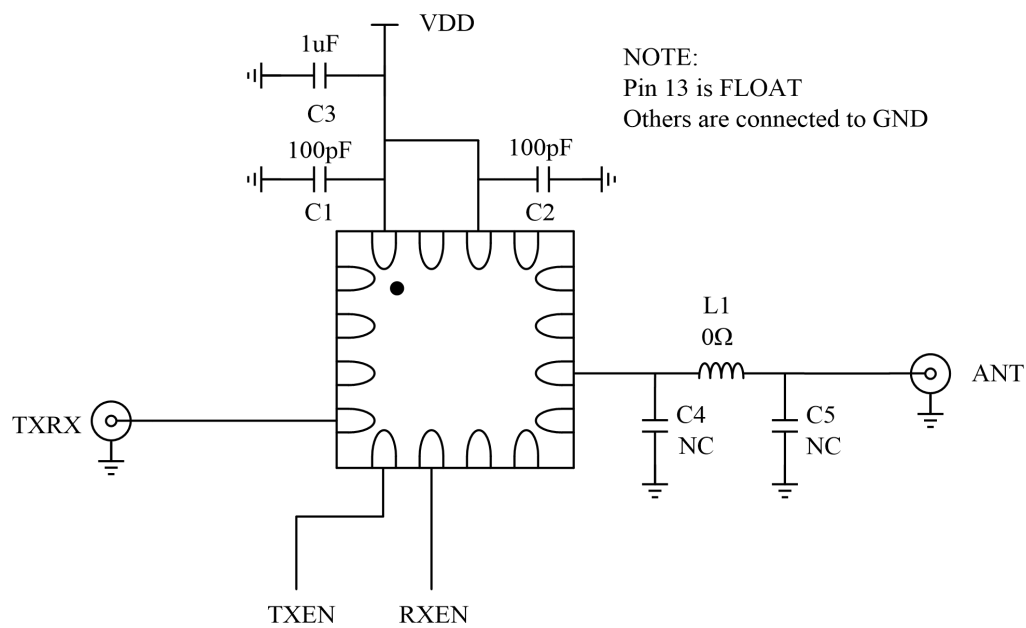 VDD
1uF
C3
NOTE:
Pin 13 is FLOAT
Others are connected to GND
100pF
C1
100pF
C2
L1
0Ω
ANT
C4
NC
C5
NC
TXRX
TXEN
RXEN